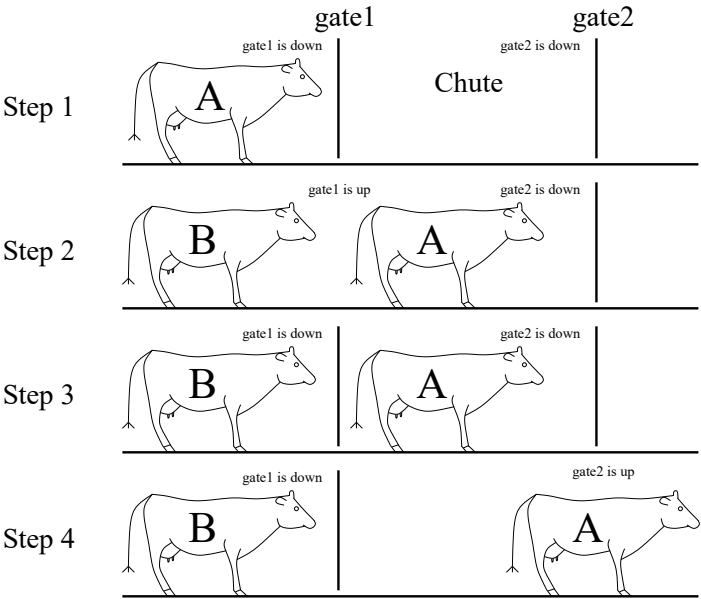 gate1 gate2
gate1 is down gate2 is down
Step 1 A Chute
gate1 is up gate2 is down
Step 2 B A
gate1 is down gate2 is down
Step 3 B A
gate1 is down gate2 is up
Step 4 B A